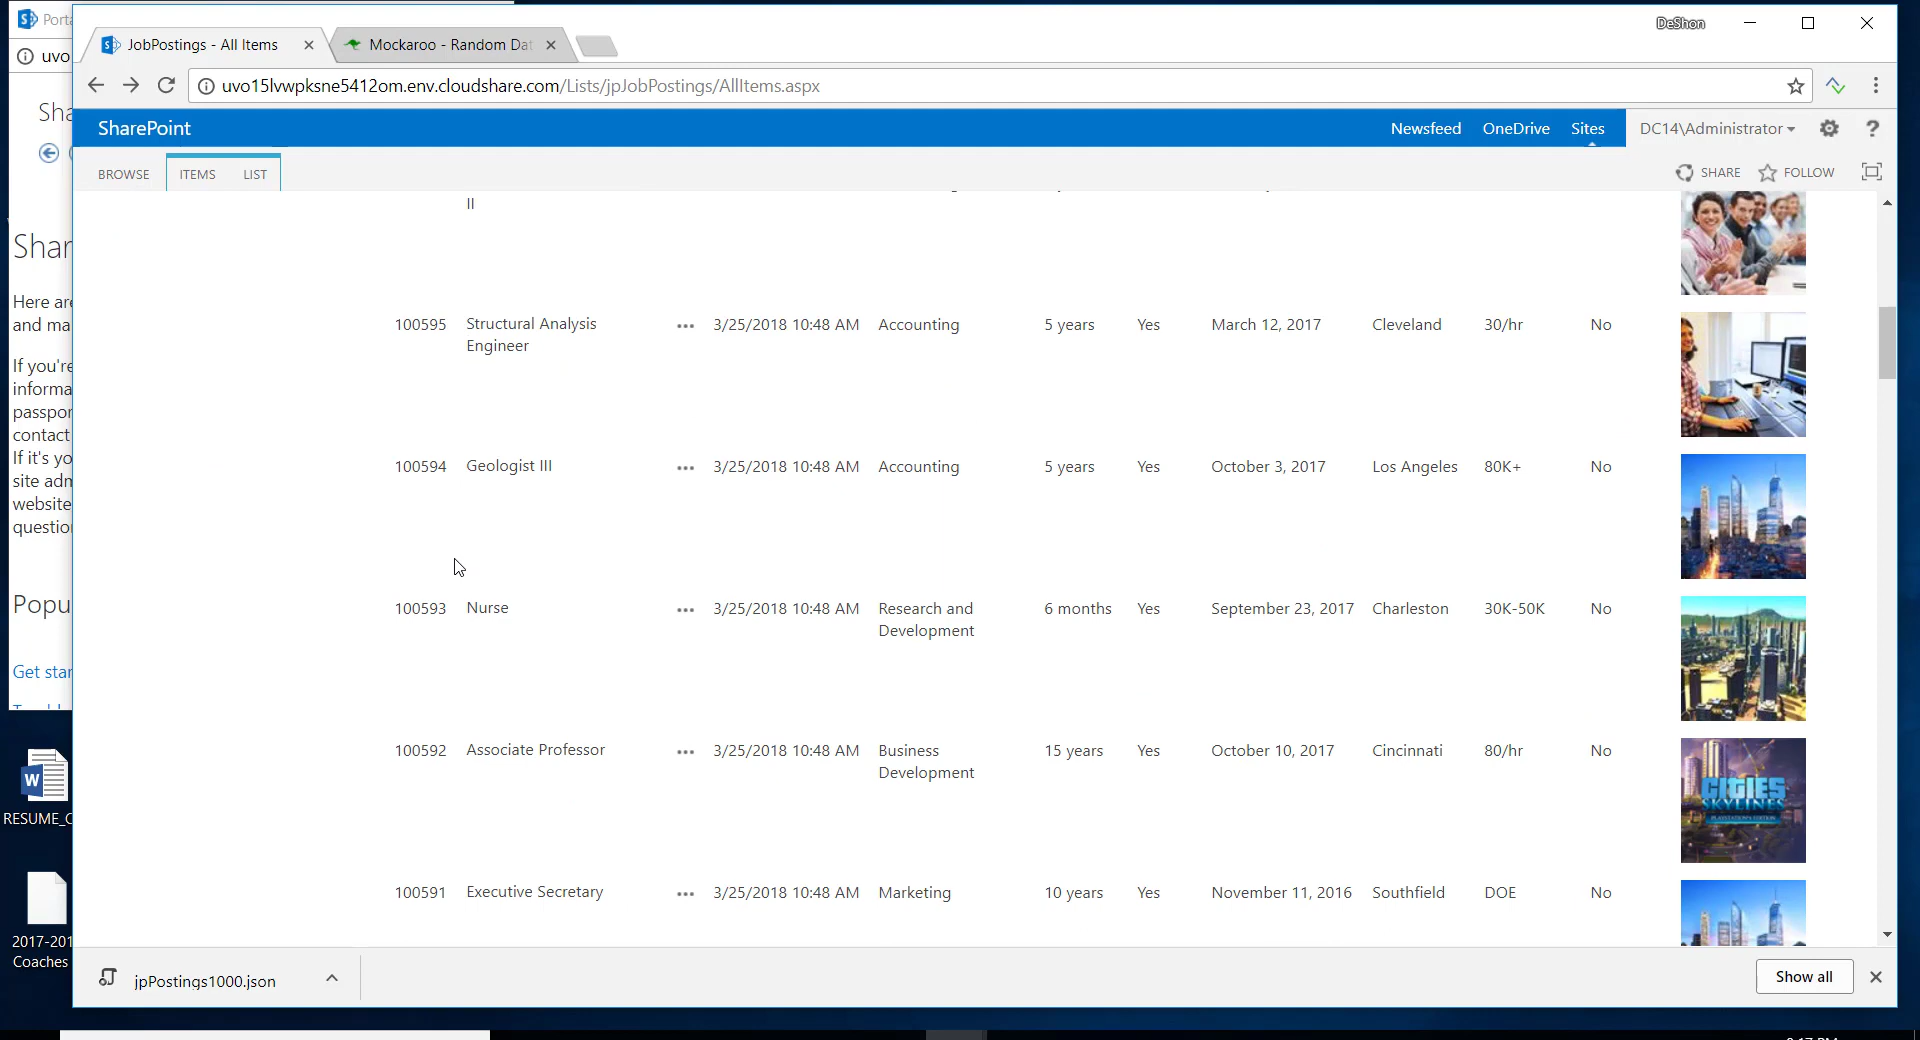 Porta
DeShon
JobPostings - All Items
Mockaroo - Random Dat
uvo
uvo15lvwpksne5412om.env.cloudshare.com/Lists/jpJobPostings/AllItems.aspx
Sha
SharePoint
Newsfeed OneDrive Sites DC14\Administrator ?
BROWSE ITEMS LIST SHARE FOLLOW
II
Shar
Here are
and ma
If you're
informa
passpor
contact
If it's yo
site adn
website
question
Popu
Get star
100595 Structural Analysis Engineer ... 3/25/2018 10:48 AM Accounting 5 years Yes March 12, 2017 Cleveland 30/hr No
100594 Geologist III ... 3/25/2018 10:48 AM Accounting 5 years Yes October 3, 2017 Los Angeles 80K+ No
100593 Nurse ... 3/25/2018 10:48 AM Research and Development 6 months Yes September 23, 2017 Charleston 30K-50K No
100592 Associate Professor ... 3/25/2018 10:48 AM Business Development 15 years Yes October 10, 2017 Cincinnati 80/hr No
CITIES
SKYLINES
PLAYSTATION®4 EDITION
100591 Executive Secretary ... 3/25/2018 10:48 AM Marketing 10 years Yes November 11, 2016 Southfield DOE No
W
RESUME_C
2017-201
Coaches
jpPostings1000.json
Show all